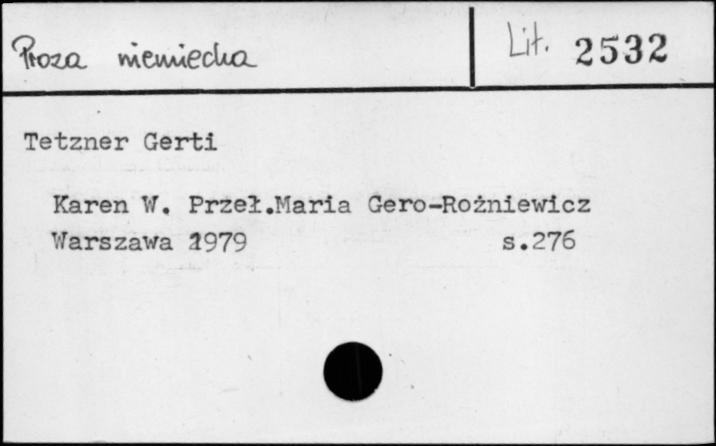 Proza niemiecka
Lit. 2532
Tetzner Gerti
Karen W. Przeł.Maria Gero-Rożniewicz
Warszawa 1979 s.276